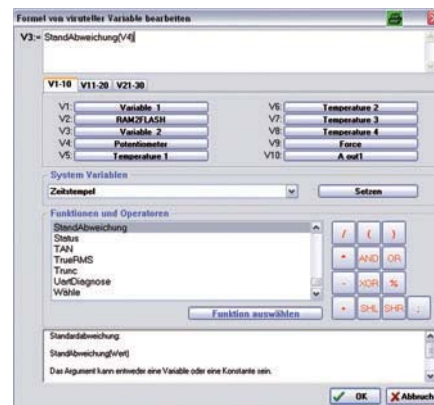 Formel von viruteller Variable bearbeiten
V3:= StandAbweichung(V4)
V1-10 V11-20 V21-30
V1: Variable 1
V2: RAM2FLASH
V3: Variable 2
V4: Potentiometer
V5: Temperature 1
V6: Temperature 2
V7: Temperature 3
V8: Temperature 4
V9: Force
V10: A out1
System Variablen
Zeitstempel
Setzen
Funktionen und Operatoren
StandAbweichung
Status
TAN
TrueRMS
Trunc
UartDiagnose
Wähle
Funktion auswählen
/ ( )
* AND OR
- XOR %
+ SHL SHR ;
Standardabweichung:
StandAbweichung(Wert)
Das Argument kann entweder eine Variable oder eine Konstante sein.
OK
Abbruch